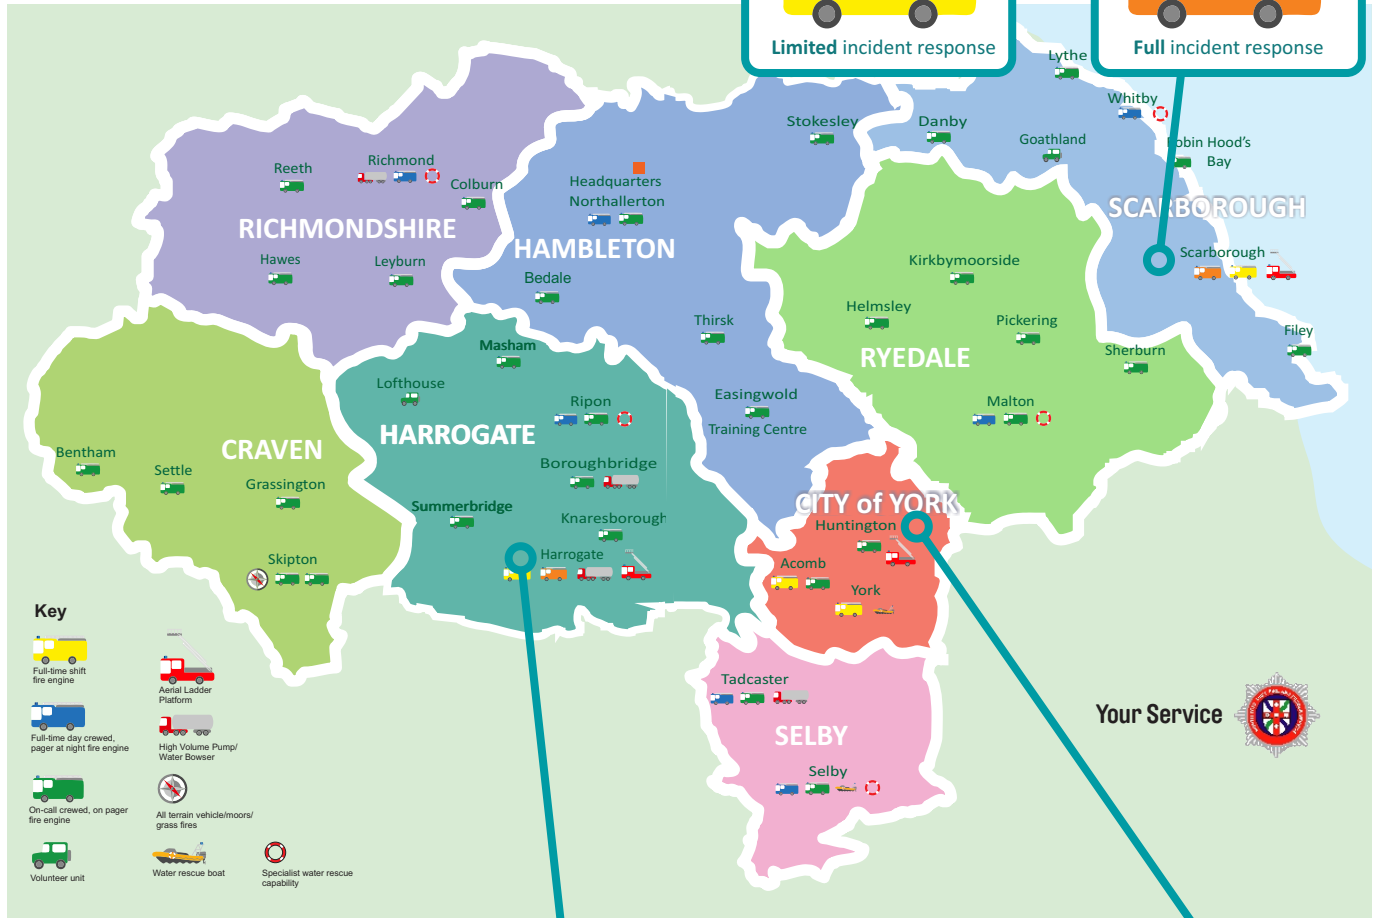 Limited incident response
Full incident response
Lythe
Whitby
Stokesley
Danby
Goathland
Robin Hood's
Bay
Reeth
Richmond
Colburn
Headquarters
Northallerton
SCARBOROUGH
RICHMONDSHIRE
HAMBLETON
Hawes
Leyburn
Bedale
Kirkbymoorside
Scarborough
Helmsley
Pickering
Thirsk
Filey
Masham
RYEDALE
Sherburn
Lofthouse
Ripon
Easingwold
Training Centre
Malton
CRAVEN
HARROGATE
Bentham
Settle
Grassington
Boroughbridge
Summerbridge
Knaresborough
CITY of YORK
Huntington
Skipton
Harrogate
Acomb
York
Tadcaster
SELBY
Selby
Key
Full-time shift
fire engine
Aerial Ladder
Platform
Full-time day crewed,
pager at night fire engine
High Volume Pump/
Water Bowser
On-call crewed, on pager
fire engine
All terrain vehicle/moors/
grass fires
Volunteer unit
Water rescue boat
Specialist water rescue
capability
Your Service